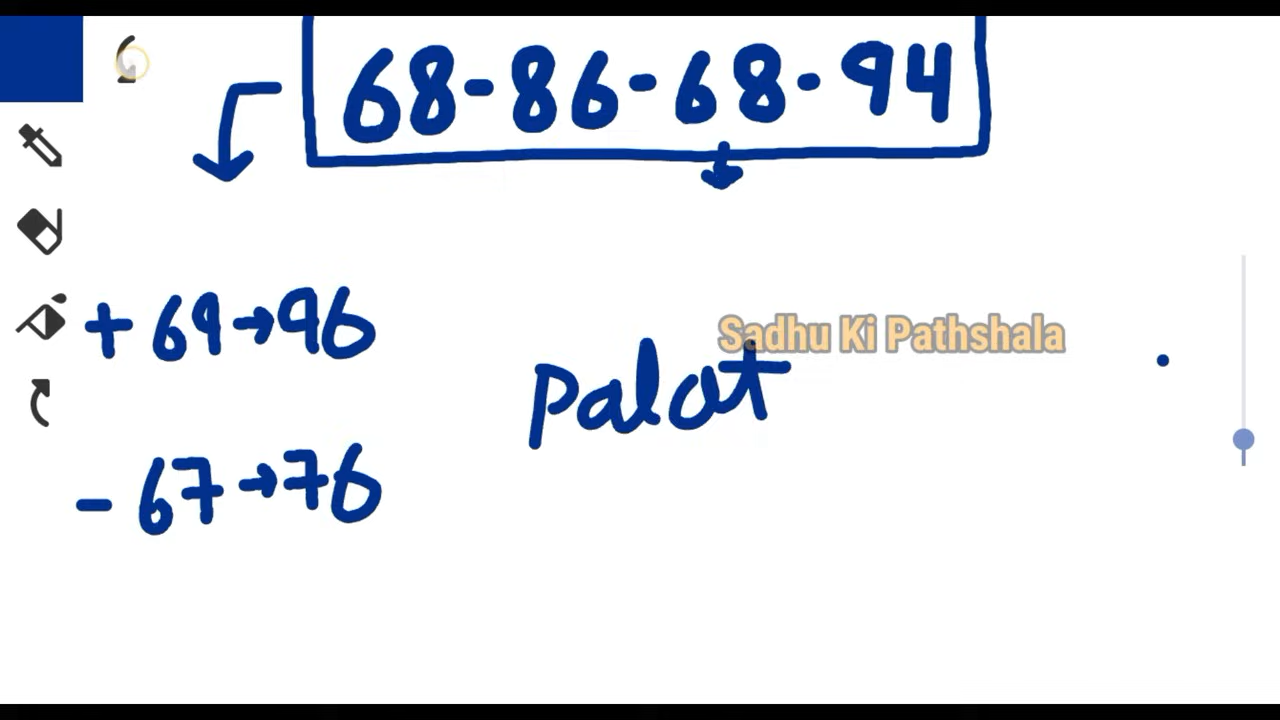 68-86-68-94
+ 69→96
Sadhu Ki Pathshala
Palat
- 67→76